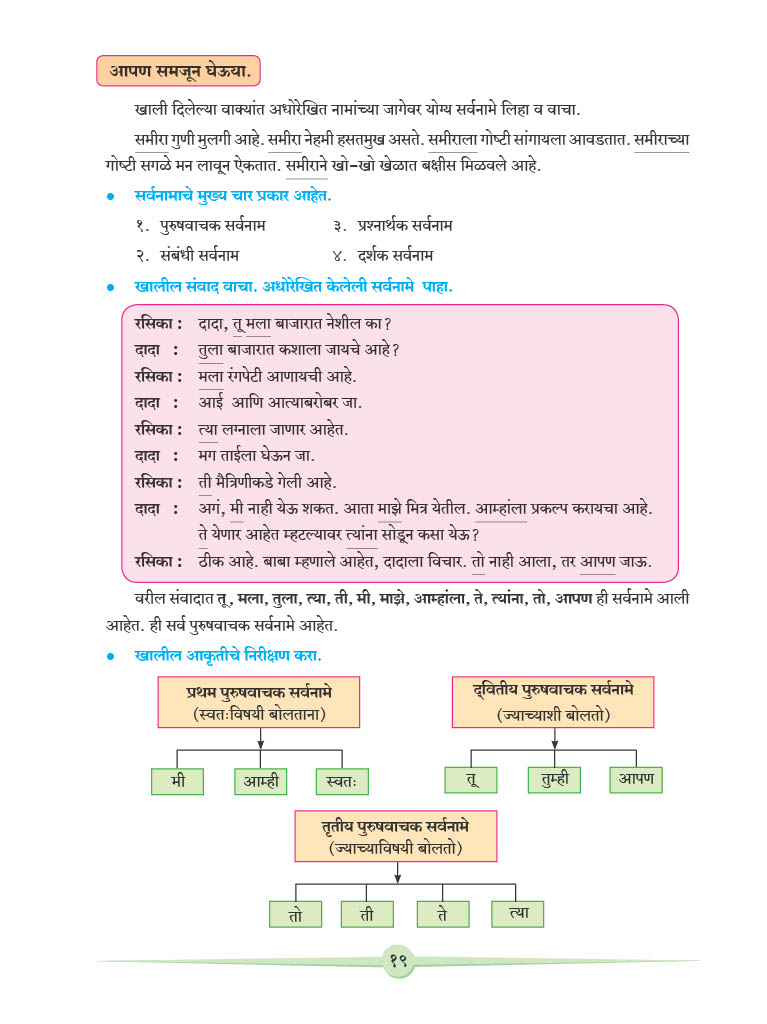 आपण समजून घेऊया.
खाली दिलेल्या वाक्यांत अधोरेखित नामांच्या जागेवर योग्य सर्वनामे लिहा व वाचा.
समीरा गुणी मुलगी आहे. समीरा नेहमी हसतमुख असते. समीराला गोष्टी सांगायला आवडतात. समीराच्या
गोष्टी सगळे मन लावून ऐकतात. समीराने खो-खो खेळात बक्षीस मिळवले आहे.
● सर्वनामाचे मुख्य चार प्रकार आहेत.
१. पुरुषवाचक सर्वनाम ३. प्रश्नार्थक सर्वनाम
२. संबंधी सर्वनाम ४. दर्शक सर्वनाम
● खालील संवाद वाचा. अधोरेखित केलेली सर्वनामे पाहा.
रसिका : दादा, तू मला बाजारात नेशील का ?
दादा : तुला बाजारात कशाला जायचे आहे ?
रसिका : मला रंगपेटी आणायची आहे.
दादा : आई आणि आत्याबरोबर जा.
रसिका : त्या लग्नाला जाणार आहेत.
दादा : मग ताईला घेऊन जा.
रसिका : ती मैत्रिणीकडे गेली आहे.
दादा : अगं, मी नाही येऊ शकत. आता माझे मित्र येतील. आम्हांला प्रकल्प करायचा आहे.
ते येणार आहेत म्हटल्यावर त्यांना सोडून कसा येऊ ?
रसिका : ठीक आहे. बाबा म्हणाले आहेत, दादाला विचार. तो नाही आला, तर आपण जाऊ.
वरील संवादात तू, मला, तुला, त्या, ती, मी, माझे, आम्हांला, ते, त्यांना, तो, आपण ही सर्वनामे आली
आहेत. ही सर्व पुरुषवाचक सर्वनामे आहेत.
● खालील आकृतीचे निरीक्षण करा.
प्रथम पुरुषवाचक सर्वनामे
(स्वतःविषयी बोलताना)
मी आम्ही स्वतः
द्‌वितीय पुरुषवाचक सर्वनामे
(ज्याच्याशी बोलतो)
तू तुम्ही आपण
तृतीय पुरुषवाचक सर्वनामे
(ज्याच्याविषयी बोलतो)
तो ती ते त्या
१९